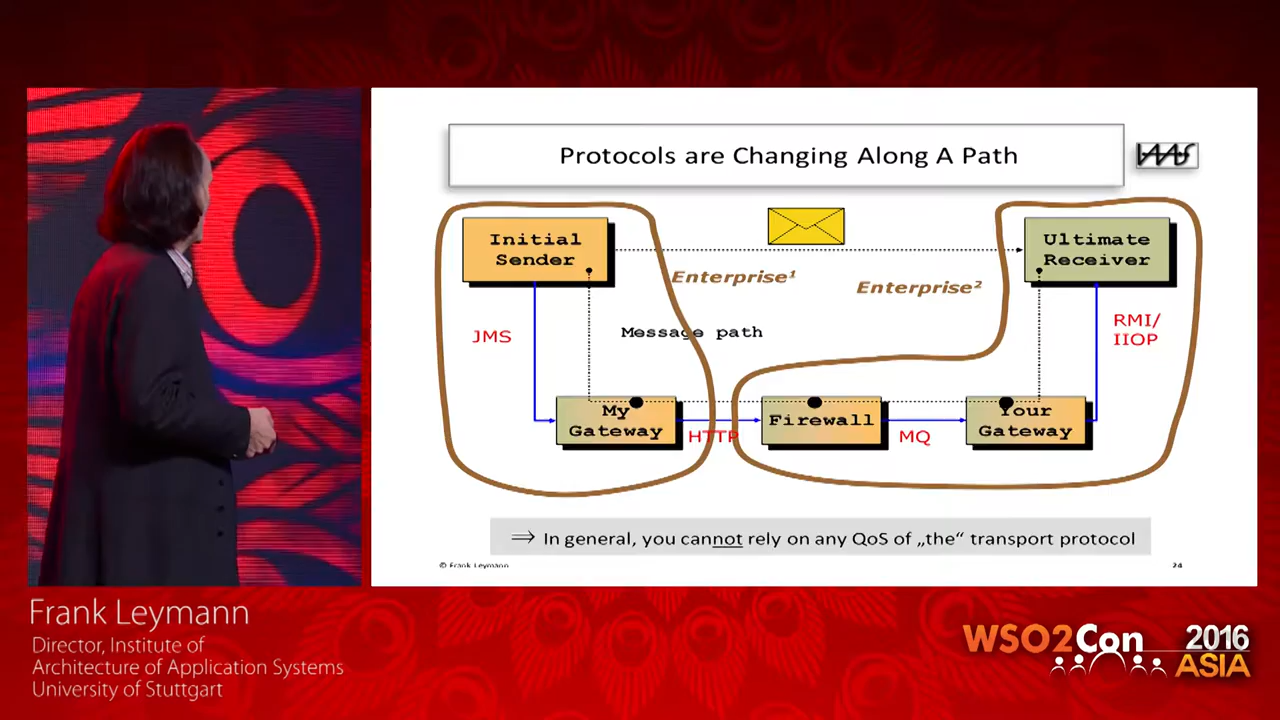 Protocols are Changing Along A Path
IAAS
Initial
Sender
Ultimate
Receiver
Enterprise¹
Enterprise²
JMS
Message path
RMI/
IIOP
My
Gateway
HTTP
Firewall
MQ
Your
Gateway
⇒ In general, you cannot rely on any QoS of „the“ transport protocol
© Frank Leymann
24
Frank Leymann
Director, Institute of
Architecture of Application Systems
University of Stuttgart
WSO2Con 2016
ASIA